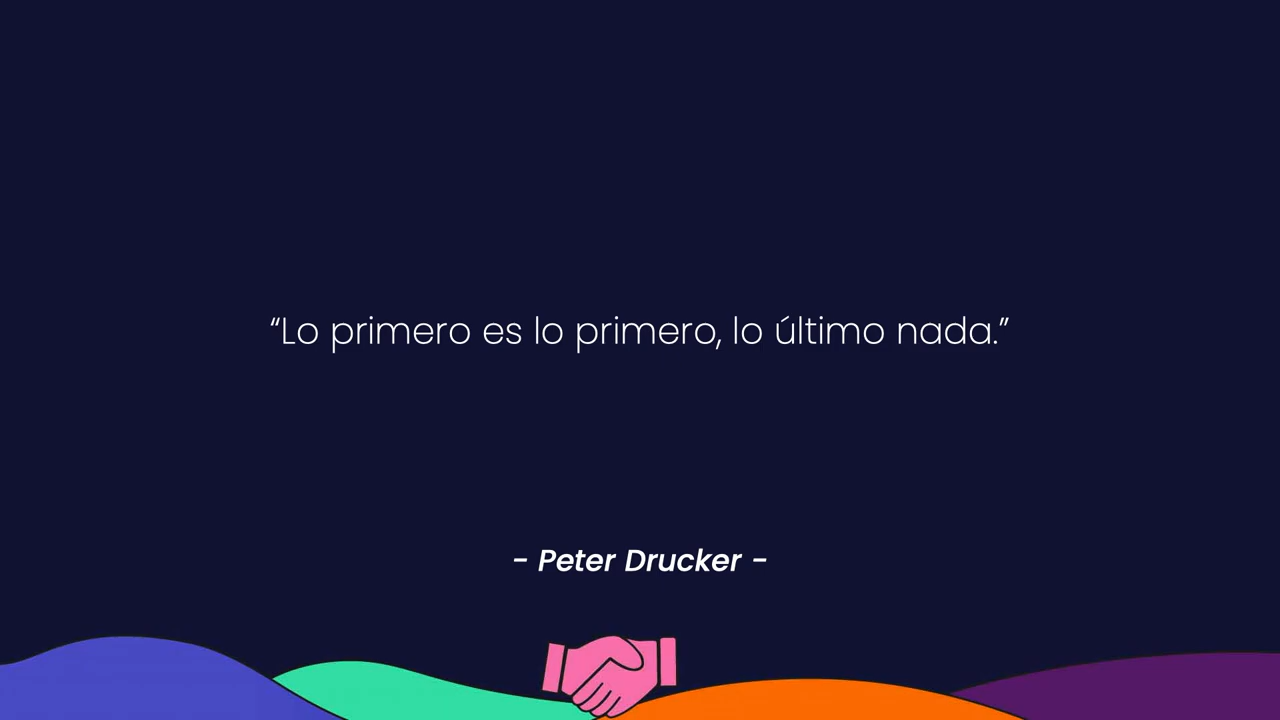 “Lo primero es lo primero, lo último nada.”
- Peter Drucker -